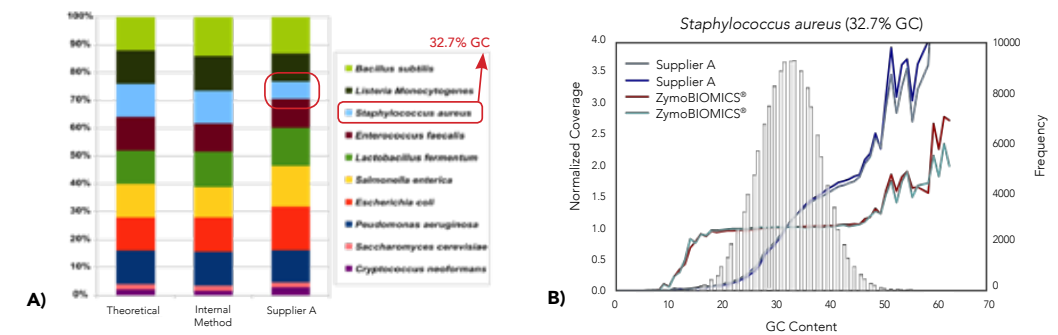 100%
90%
80%
70%
60%
50%
40%
30%
20%
10%
0%
Theoretical
Internal
Method
Supplier A
32.7% GC
Bacillus subtilis
Listeria Monocytogenes
Staphylococcus aureus
Enterococcus faecalis
Lactobacillus fermentum
Salmonella enterica
Escherichia coli
Peudomonas aeruginosa
Saccharomyces cerevisiae
Cryptococcus neoformans
A)
Staphylococcus aureus (32.7% GC)
Normalized Coverage
4.0
3.5
3.0
2.5
2.0
1.5
1.0
0.5
0.0
Supplier A
Supplier A
ZymoBIOMICS®
ZymoBIOMICS®
10000
8000
6000
4000
2000
0
Frequency
0
10
20
30
40
50
60
70
GC Content
B)